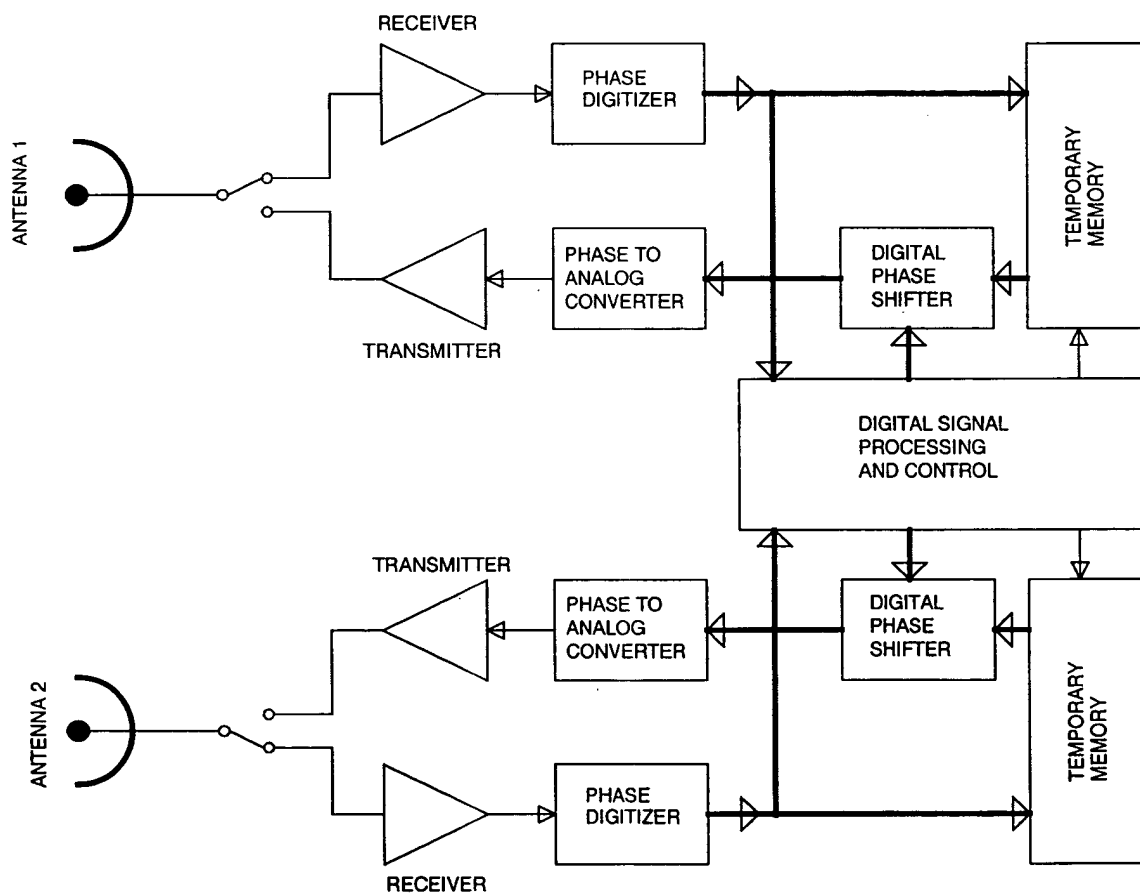 RECEIVER
PHASE
DIGITIZER
ANTENNA 1
TEMPORARY
MEMORY
PHASE TO
ANALOG
CONVERTER
DIGITAL
PHASE
SHIFTER
TRANSMITTER
DIGITAL SIGNAL
PROCESSING
AND CONTROL
TRANSMITTER
PHASE TO
ANALOG
CONVERTER
DIGITAL
PHASE
SHIFTER
ANTENNA 2
TEMPORARY
MEMORY
PHASE
DIGITIZER
RECEIVER